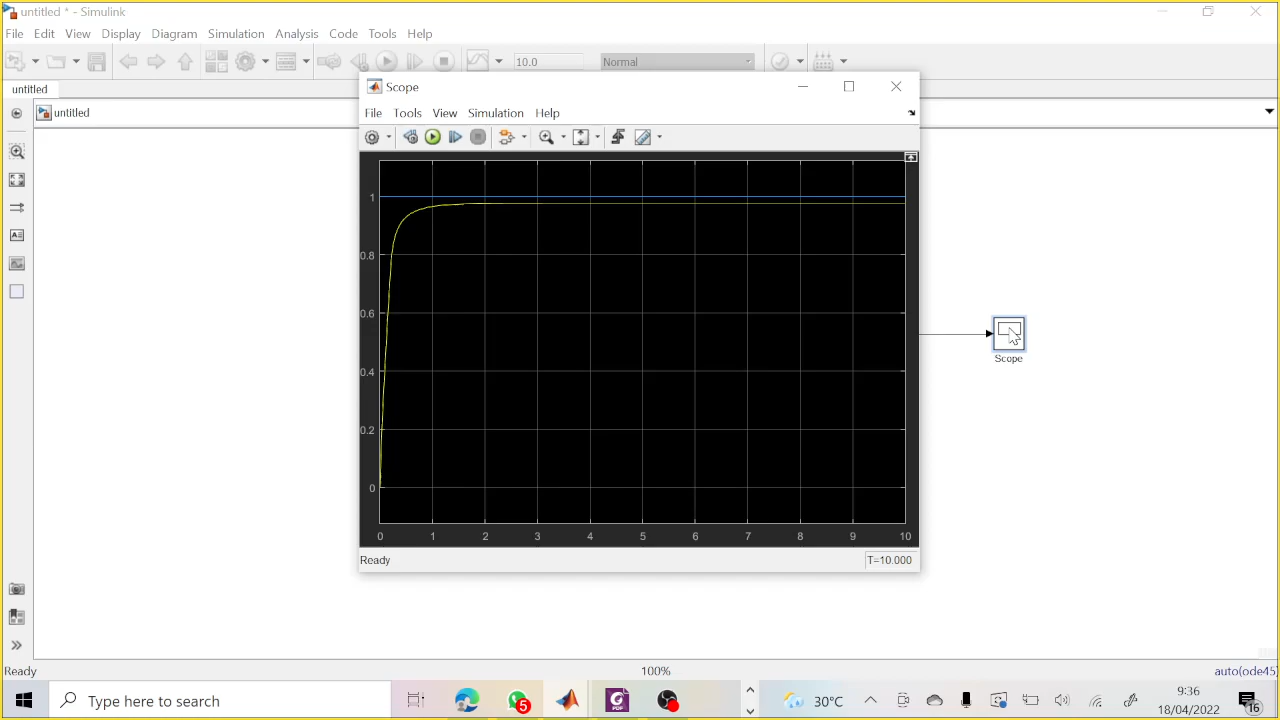 untitled * - Simulink
File Edit View Display Diagram Simulation Analysis Code Tools Help
10.0 Normal
untitled
untitled
Scope
File Tools View Simulation Help
1
0.8
0.6
0.4
0.2
0
0 1 2 3 4 5 6 7 8 9 10
Ready T=10.000
Scope
Ready 100% auto(ode45)
Type here to search
5
PDF
30°C
9:36
18/04/2022
16